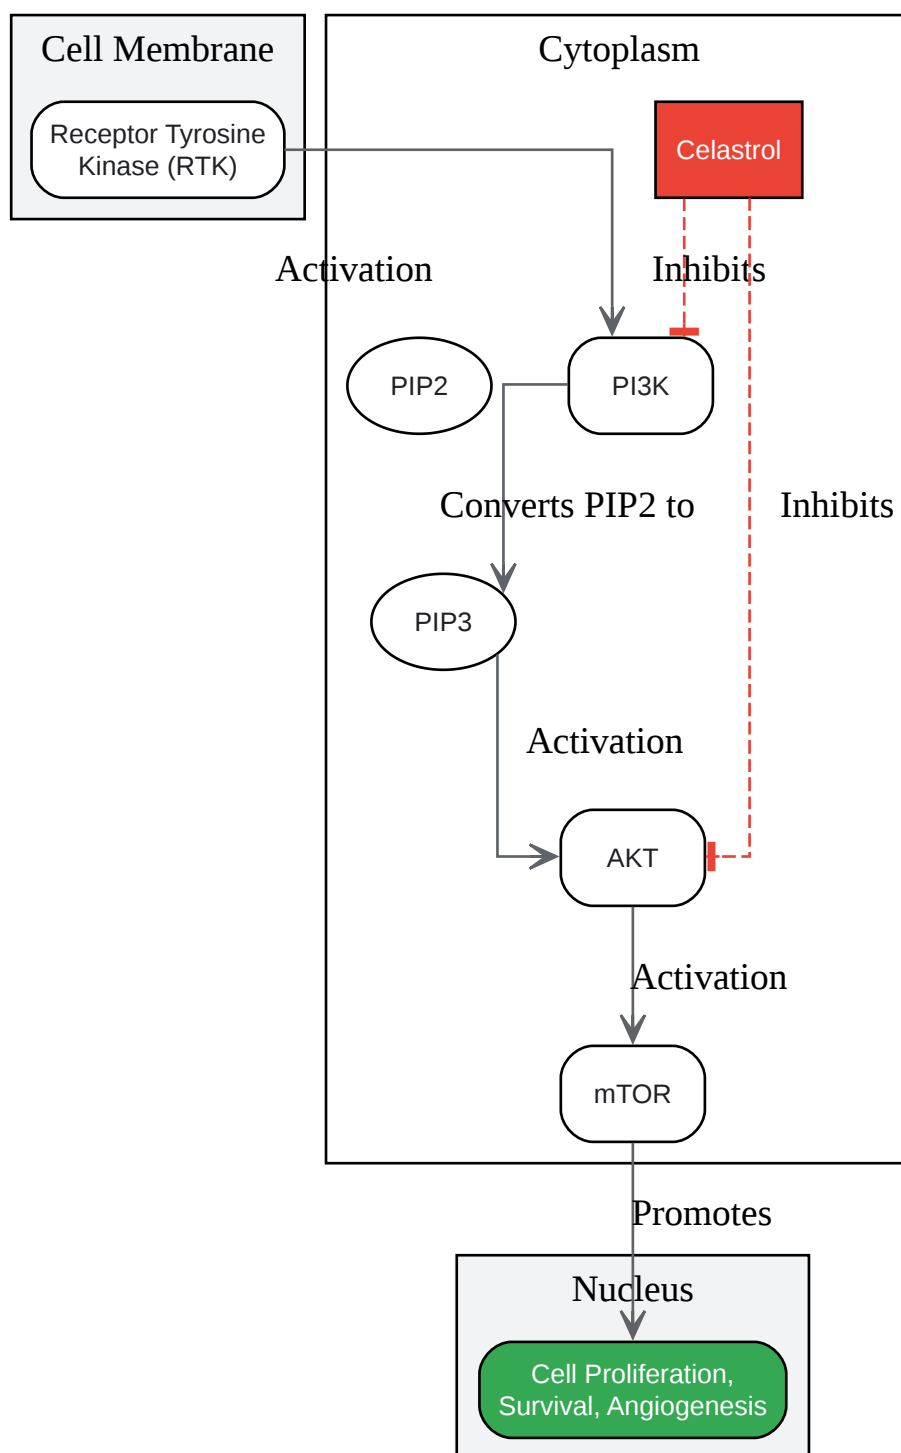 Cell Membrane
Cytoplasm
Receptor Tyrosine
Kinase (RTK)
Celastrol
Activation
Inhibits
PIP2
PI3K
Converts PIP2 to
Inhibits
PIP3
Activation
AKT
Activation
mTOR
Promotes
Nucleus
Cell Proliferation,
Survival, Angiogenesis